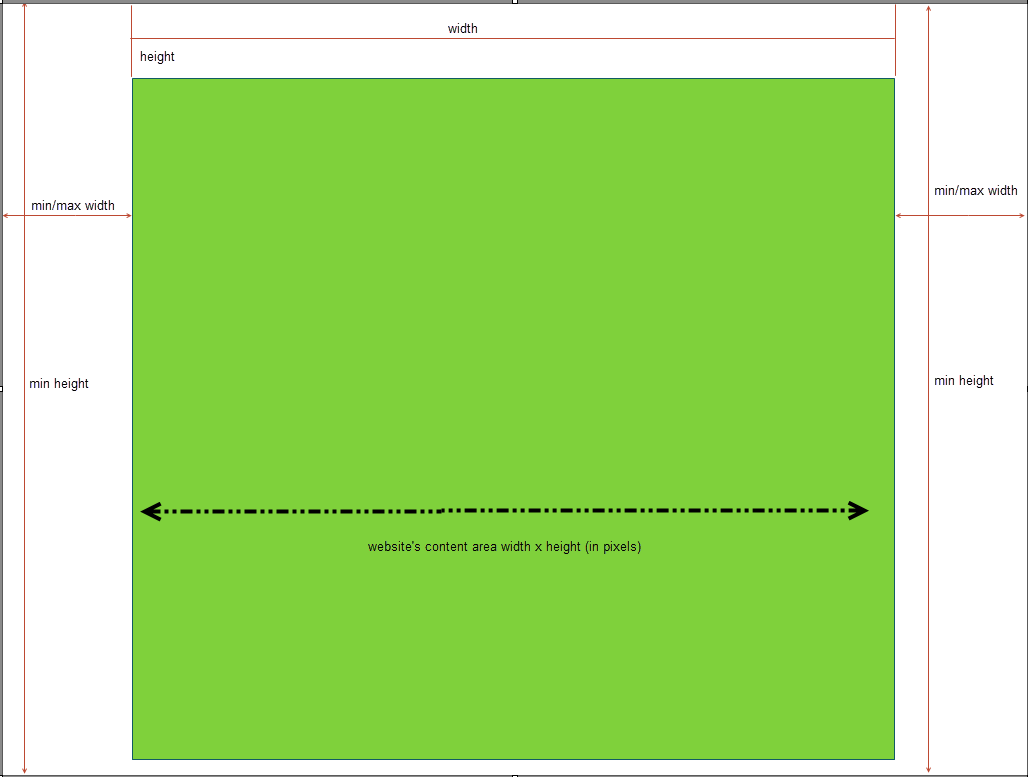 width
height
min/max width
min/max width
min height
min height
website's content area width x height (in pixels)